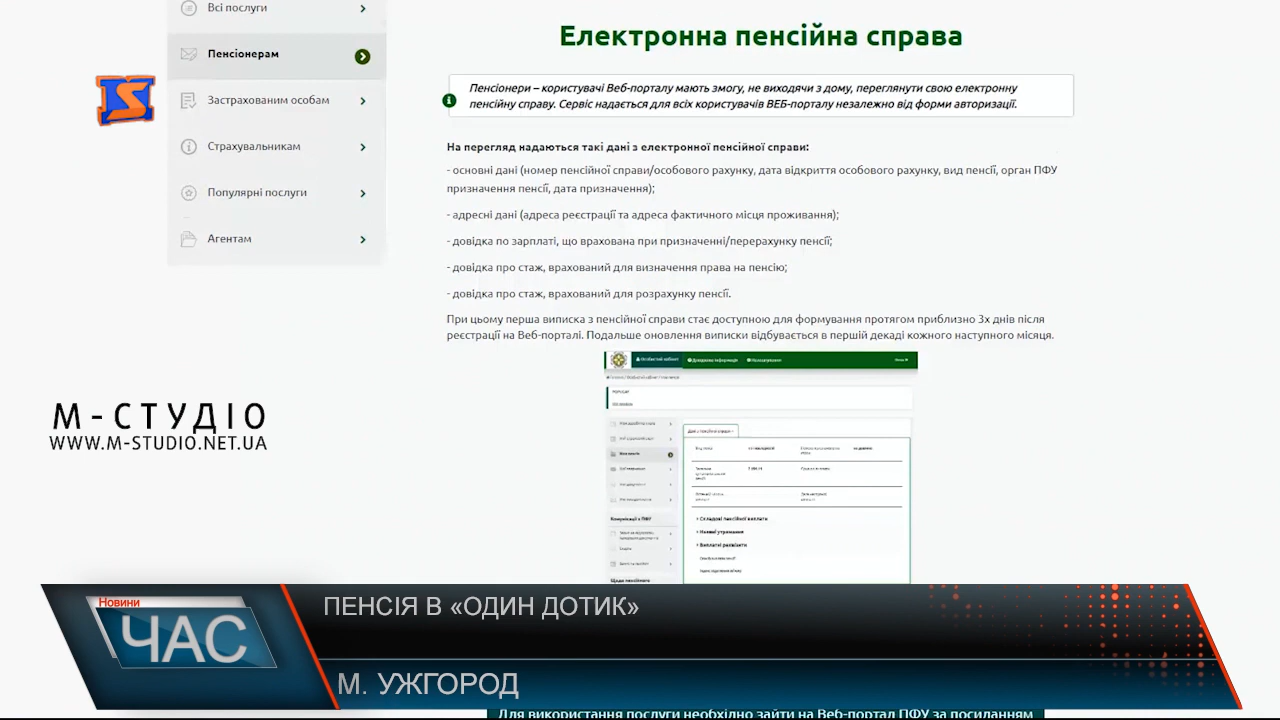 Всі послуги
Пенсіонерам
Застрахованим особам
Страхувальникам
Популярні послуги
Агентам
Електронна пенсійна справа
Пенсіонери – користувачі Веб-порталу мають змогу, не виходячи з дому, переглянути свою електронну
пенсійну справу. Сервіс надається для всіх користувачів ВЕБ-порталу незалежно від форми авторизації.
На перегляд надаються такі дані з електронної пенсійної справи:
- основні дані (номер пенсійної справи/особового рахунку, дата відкриття особового рахунку, вид пенсії, орган ПФУ
призначення пенсії, дата призначення);
- адресні дані (адреса реєстрації та адреса фактичного місця проживання);
- довідка по зарплаті, що врахована при призначенні/перерахунку пенсії;
- довідка про стаж, врахований для визначення права на пенсію;
- довідка про стаж, врахований для розрахунку пенсії.
При цьому перша виписка з пенсійної справи стає доступною для формування протягом приблизно 3х днів після
реєстрації на Веб-порталі. Подальше оновлення виписки відбувається в першій декаді кожного наступного місяця.
М-СТУДІО
WWW.M-STUDIO.NET.UA
Складові пенсійної виплати
Наявні утримання
Виплатні реквізити
Новини
ЧАС
ПЕНСІЯ В «ОДИН ДОТИК»
М. УЖГОРОД
Для використання послуги необхідно зайти на Веб-портал ПФУ за посиланням